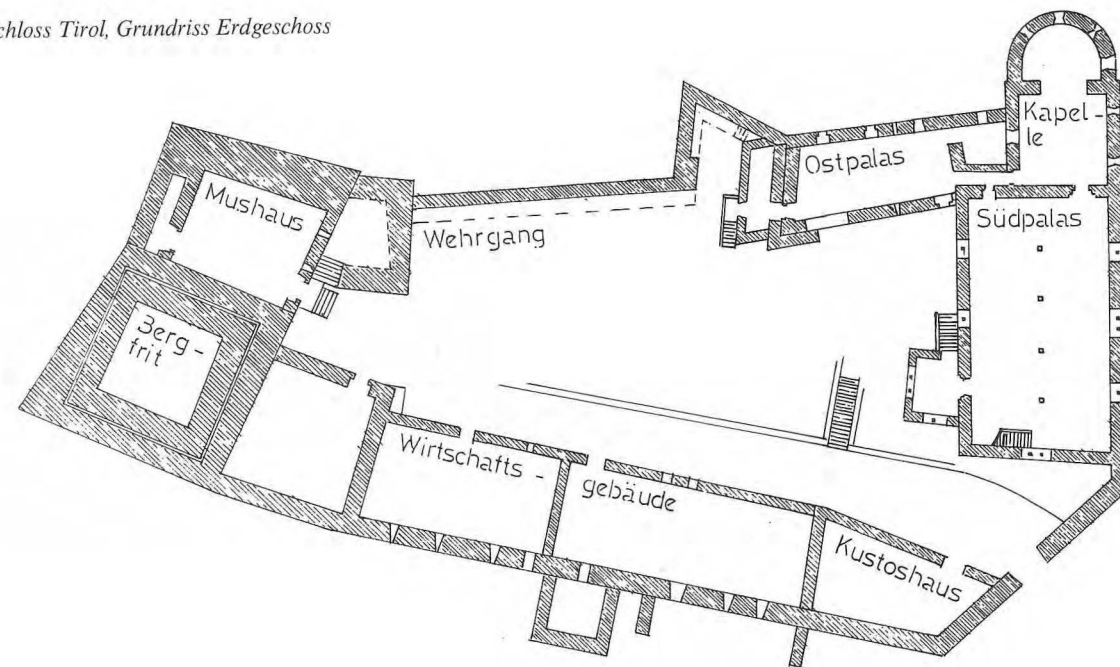 chloss Tirol, Grundriss Erdgeschoss
Kapel-
le
Ostpalas
Mushaus
Südpalas
Wehrgang
Berg-
frit
Wirtschafts-
gebäude
Kustoshaus